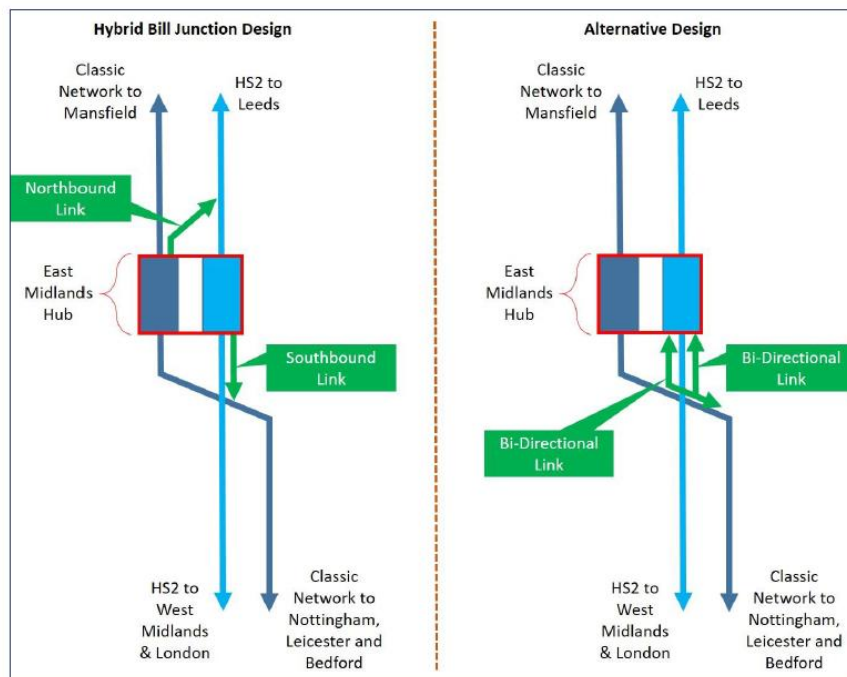 Hybrid Bill Junction Design
Classic
Network to
Mansfield
HS2 to
Leeds
Northbound
Link
East
Midlands
Hub
Southbound
Link
HS2 to
West
Midlands
& London
Classic
Network to
Nottingham,
Leicester and
Bedford
Alternative Design
Classic
Network to
Mansfield
HS2 to
Leeds
East
Midlands
Hub
Bi-Directional
Link
Bi-Directional
Link
HS2 to
West
Midlands
& London
Classic
Network to
Nottingham,
Leicester and
Bedford